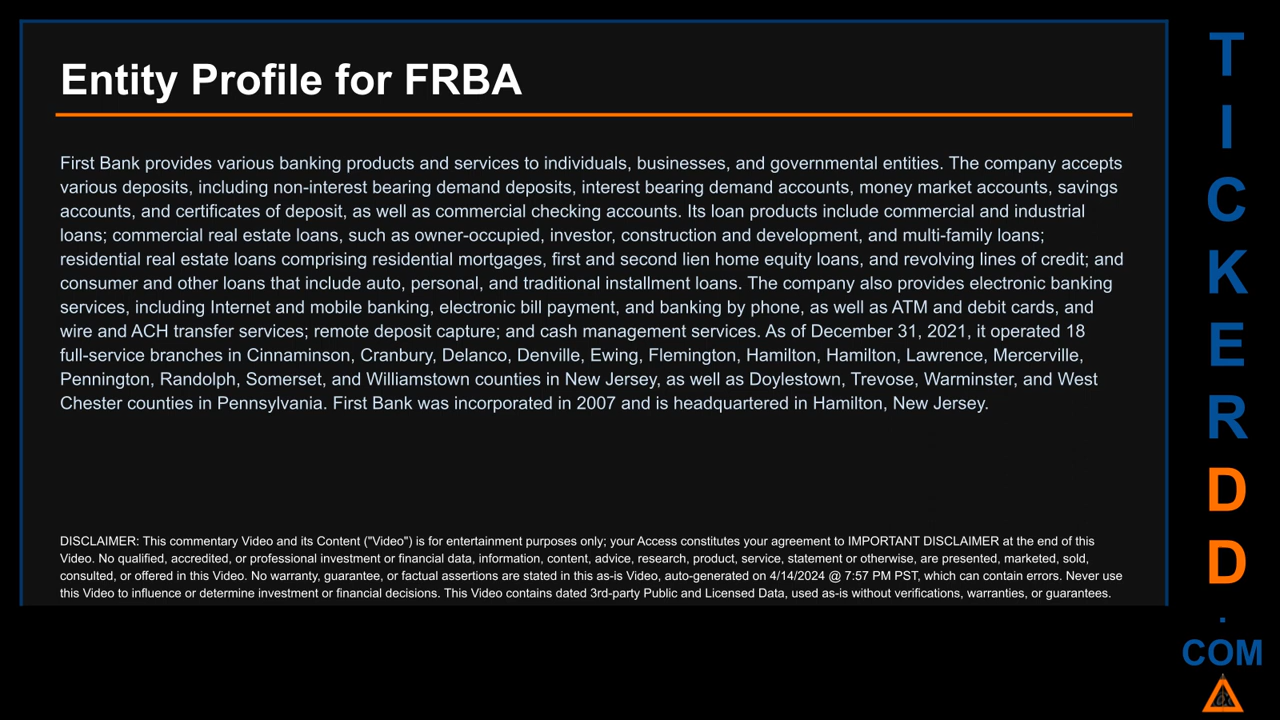 Entity Profile for FRBA
First Bank provides various banking products and services to individuals, businesses, and governmental entities. The company accepts
various deposits, including non-interest bearing demand deposits, interest bearing demand accounts, money market accounts, savings
accounts, and certificates of deposit, as well as commercial checking accounts. Its loan products include commercial and industrial
loans; commercial real estate loans, such as owner-occupied, investor, construction and development, and multi-family loans;
residential real estate loans comprising residential mortgages, first and second lien home equity loans, and revolving lines of credit; and
consumer and other loans that include auto, personal, and traditional installment loans. The company also provides electronic banking
services, including Internet and mobile banking, electronic bill payment, and banking by phone, as well as ATM and debit cards, and
wire and ACH transfer services; remote deposit capture; and cash management services. As of December 31, 2021, it operated 18
full-service branches in Cinnaminson, Cranbury, Delanco, Denville, Ewing, Flemington, Hamilton, Hamilton, Lawrence, Mercerville,
Pennington, Randolph, Somerset, and Williamstown counties in New Jersey, as well as Doylestown, Trevose, Warminster, and West
Chester counties in Pennsylvania. First Bank was incorporated in 2007 and is headquartered in Hamilton, New Jersey.
DISCLAIMER: This commentary Video and its Content ("Video") is for entertainment purposes only; your Access constitutes your agreement to IMPORTANT DISCLAIMER at the end of this
Video. No qualified, accredited, or professional investment or financial data, information, content, advice, research, product, service, statement or otherwise, are presented, marketed, sold,
consulted, or offered in this Video. No warranty, guarantee, or factual assertions are stated in this as-is Video, auto-generated on 4/14/2024 @ 7:57 PM PST, which can contain errors. Never use
this Video to influence or determine investment or financial decisions. This Video contains dated 3rd-party Public and Licensed Data, used as-is without verifications, warranties, or guarantees.
T
I
C
K
E
R
D
D
.
COM